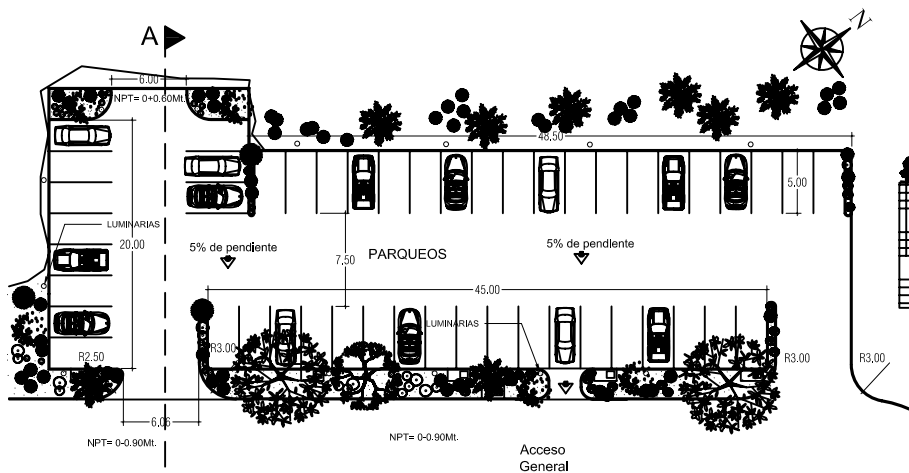 A
N
6.00
NPT= 0+0.60Mt.
48.50
5.00
LUMINARIAS
20.00
5% de pendiente
7.50
PARQUEOS
5% de pendiente
45.00
LUMINARIAS
R3.00
R2.50
R3.00
R3,00
6.06
NPT= 0-0.90Mt.
NPT= 0-0.90Mt.
Acceso
General